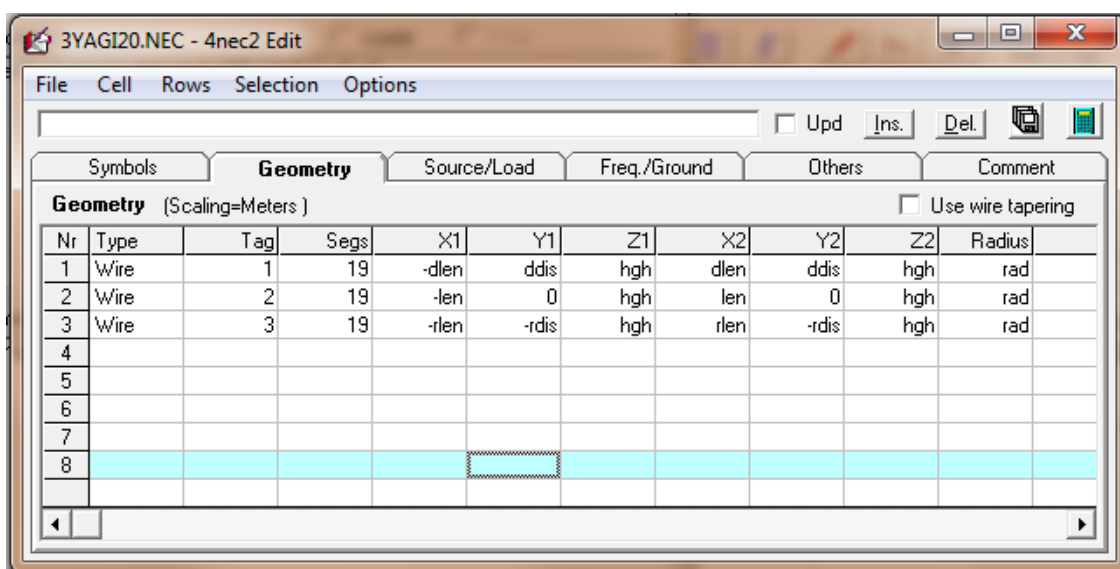 3YAGI20.NEC - 4nec2 Edit
File Cell Rows Selection Options
Upd Ins. Del.
Symbols Geometry Source/Load Freq./Ground Others Comment
Geometry (Scaling=Meters ) Use wire tapering
Nr Type Tag Segs X1 Y1 Z1 X2 Y2 Z2 Radius
1 Wire 1 19 -dlen ddis hgh dlen ddis hgh rad
2 Wire 2 19 -len 0 hgh len 0 hgh rad
3 Wire 3 19 -rlen -rdis hgh rlen -rdis hgh rad
4
5
6
7
8